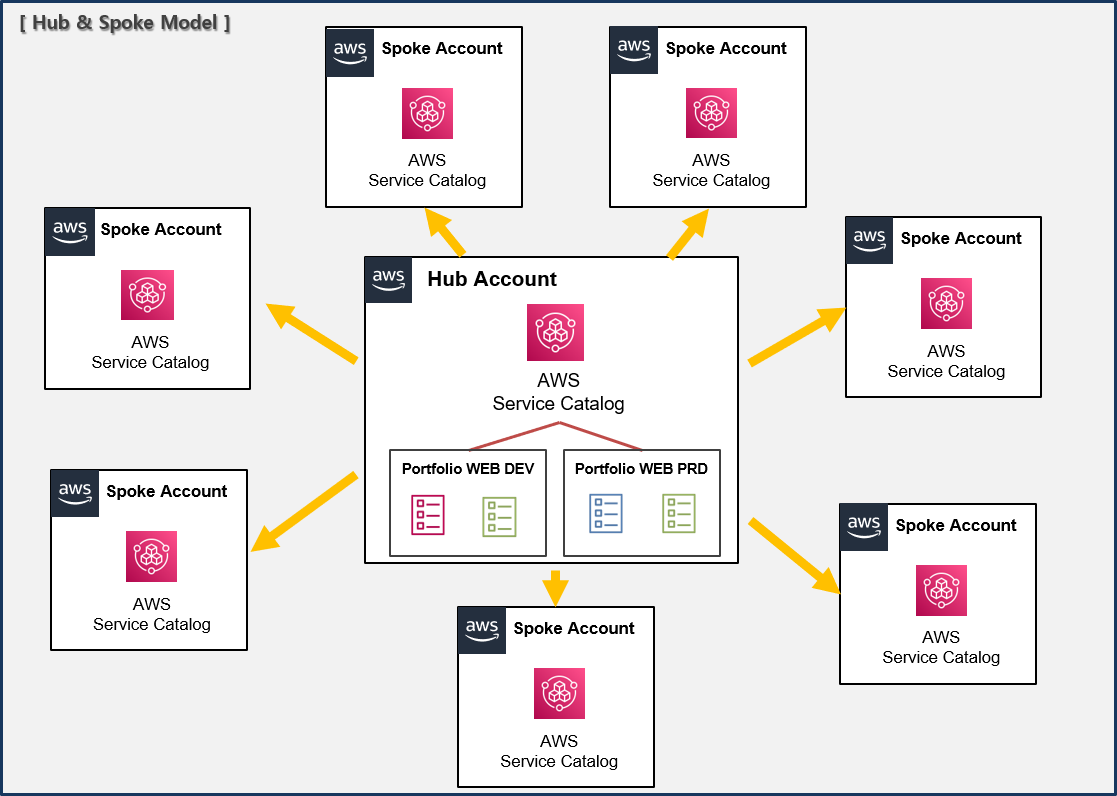 [ Hub & Spoke Model ]
aws
Spoke Account
AWS
Service Catalog
aws
Spoke Account
AWS
Service Catalog
aws
Spoke Account
AWS
Service Catalog
aws
Spoke Account
AWS
Service Catalog
aws
Hub Account
AWS
Service Catalog
Portfolio WEB DEV
Portfolio WEB PRD
aws
Spoke Account
AWS
Service Catalog
aws
Spoke Account
AWS
Service Catalog
aws
Spoke Account
AWS
Service Catalog